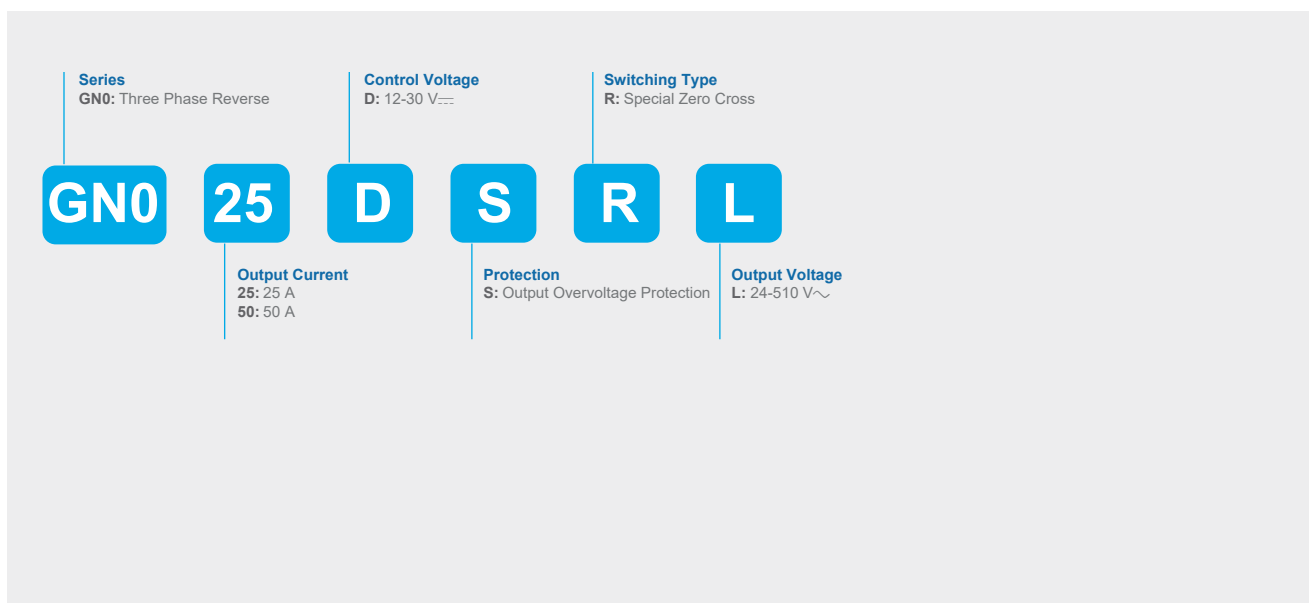 Series
GN0: Three Phase Reverse
Control Voltage
D: 12-30 V⎓
Switching Type
R: Special Zero Cross
GN0 25 D S R L
Output Current
25: 25 A
50: 50 A
Protection
S: Output Overvoltage Protection
Output Voltage
L: 24-510 V∿